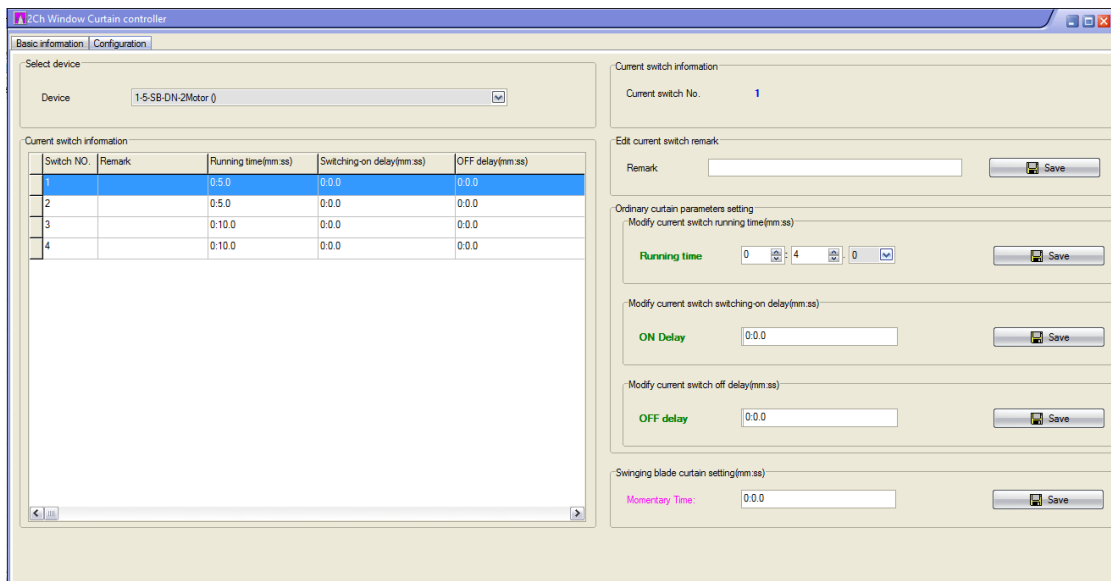 2Ch Window Curtain controller
Basic information Configuration
Select device
Device 1-5-SB-DN-2Motor ()
Current switch information
Switch NO. Remark Running time(mm:ss) Switching-on delay(mm:ss) OFF delay(mm:ss)
1 0:5.0 0:0.0 0:0.0
2 0:5.0 0:0.0 0:0.0
3 0:10.0 0:0.0 0:0.0
4 0:10.0 0:0.0 0:0.0
Current switch information
Current switch No. 1
Edit current switch remark
Remark Save
Ordinary curtain parameters setting
Modify current switch running time(mm:ss)
Running time 0 : 4 . 0 Save
Modify current switch switching-on delay(mm:ss)
ON Delay 0:0.0 Save
Modify current switch off delay(mm:ss)
OFF delay 0:0.0 Save
Swinging blade curtain setting(mm:ss)
Momentary Time: 0:0.0 Save